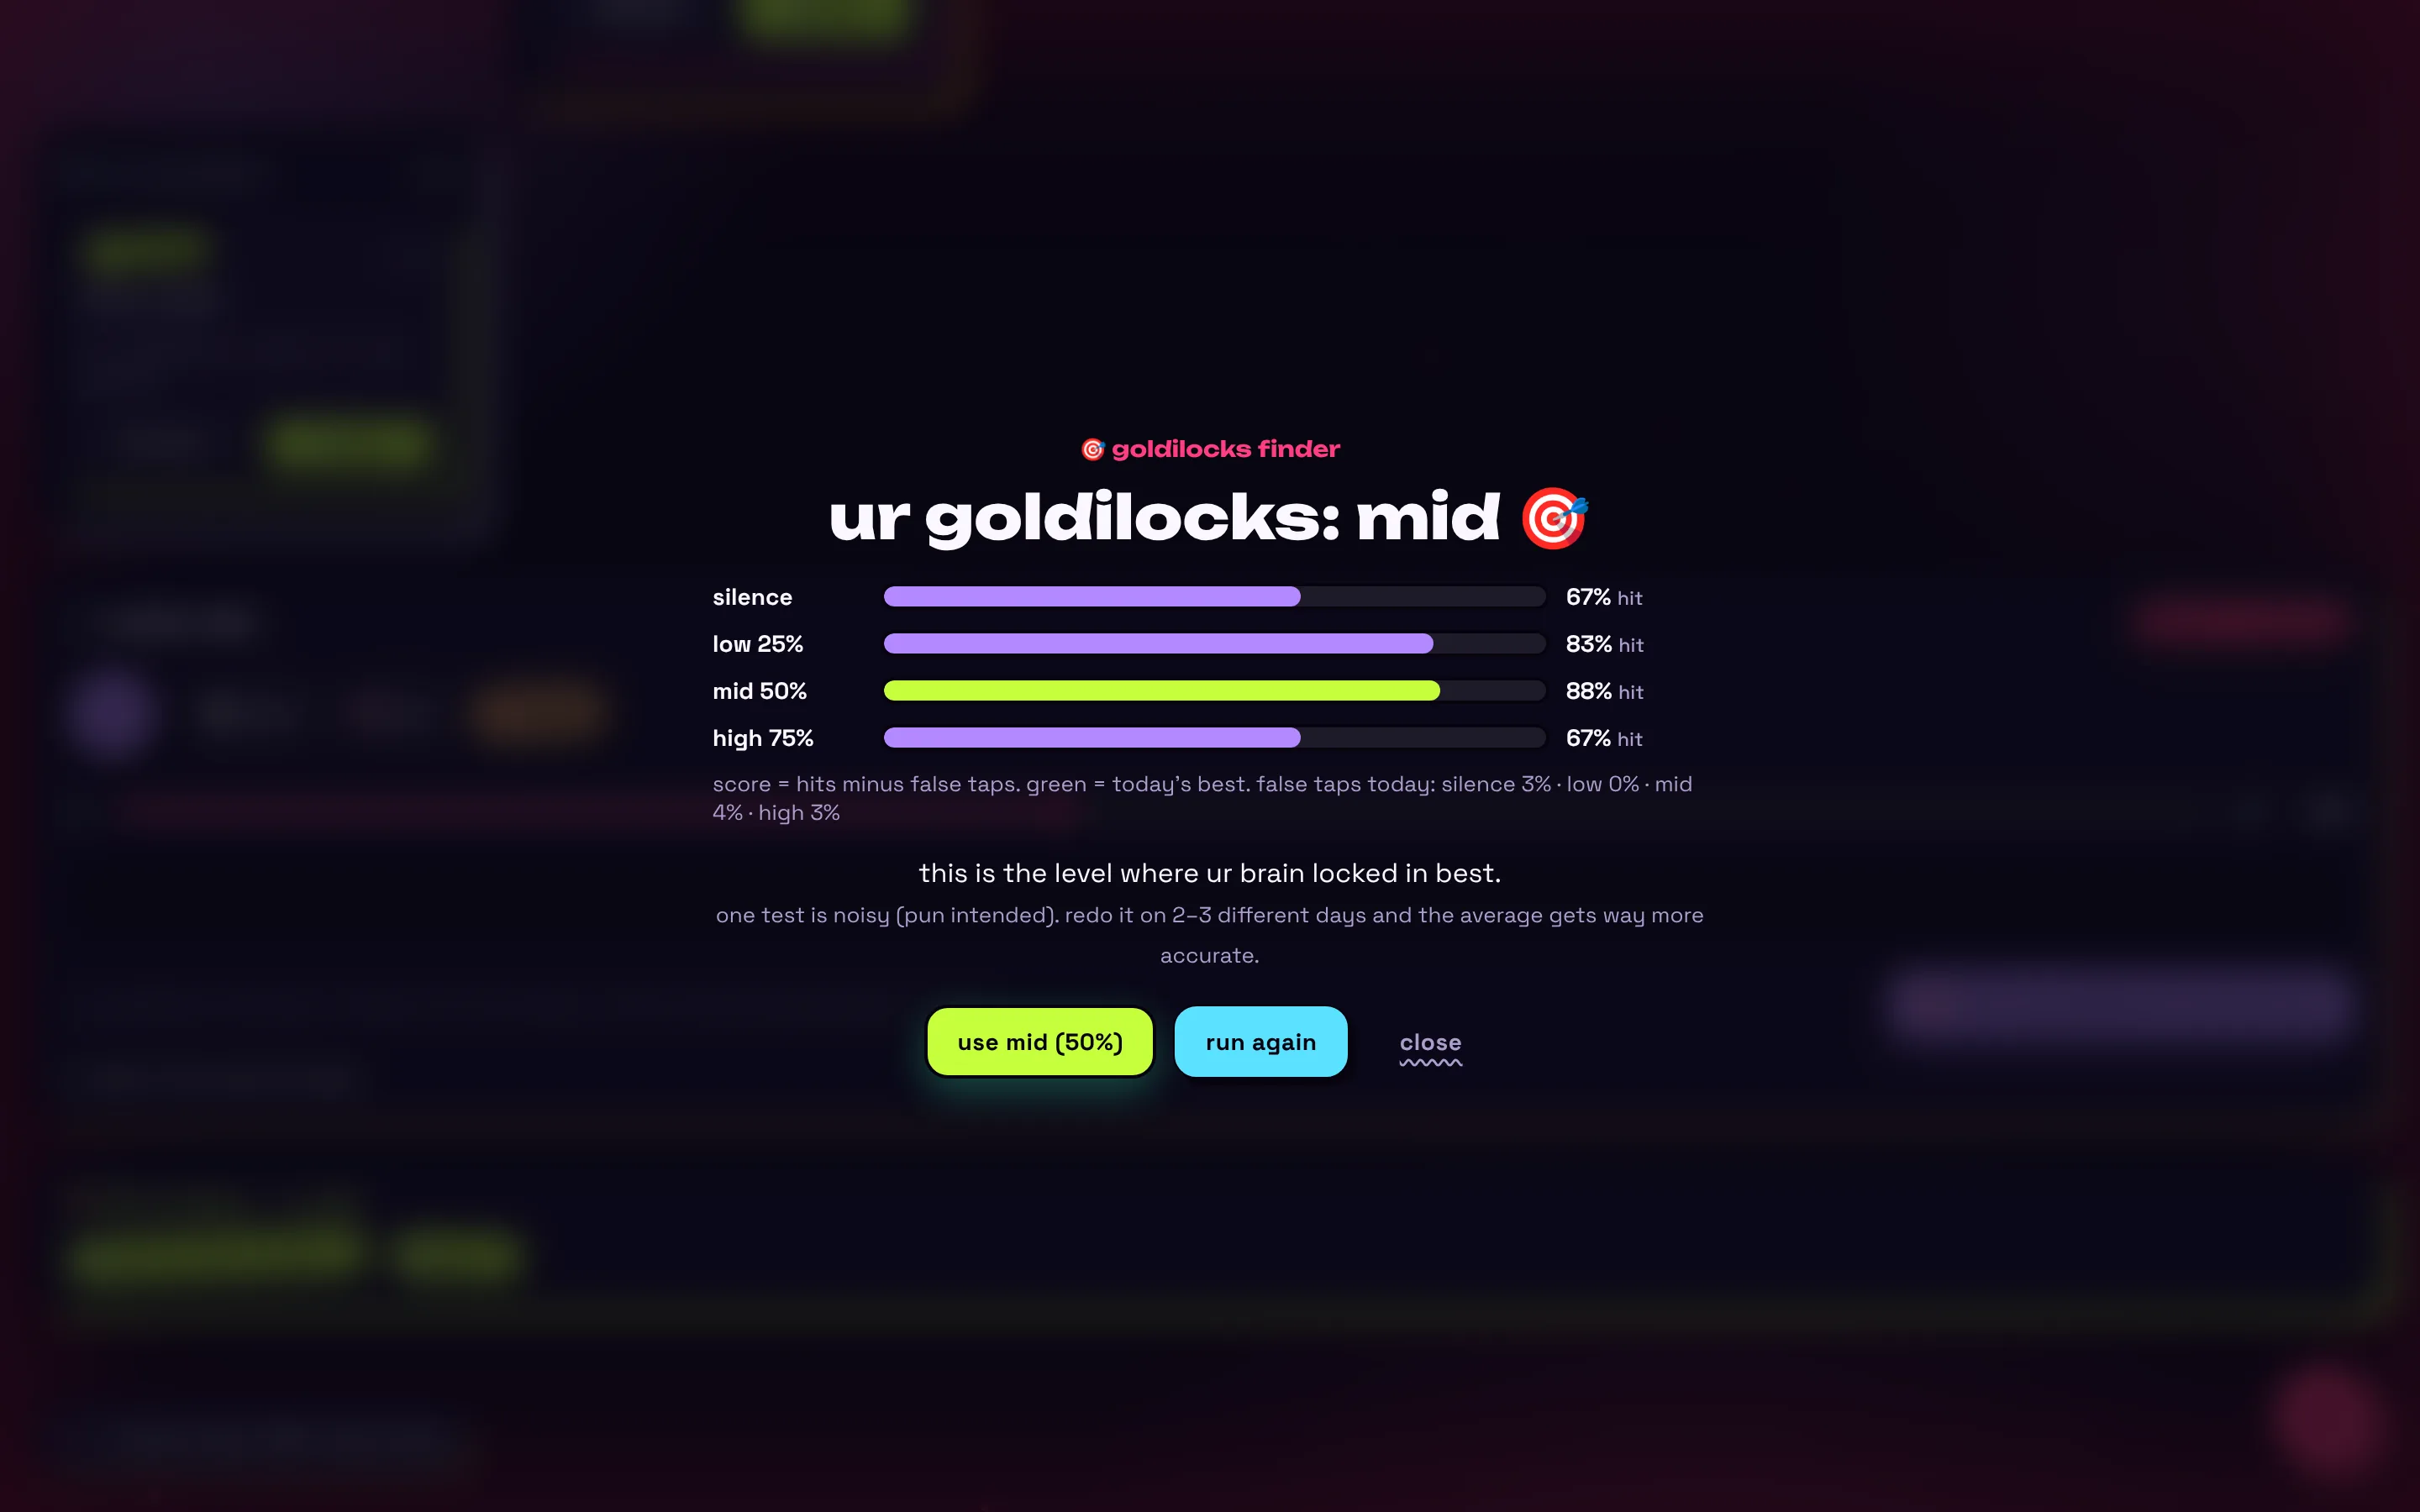 🎯 goldilocks finder
ur goldilocks: mid 🎯
silence 67% hit
low 25% 83% hit
mid 50% 88% hit
high 75% 67% hit
score = hits minus false taps. green = today's best. false taps today: silence 3% · low 0% · mid
4% · high 3%
this is the level where ur brain locked in best.
one test is noisy (pun intended). redo it on 2–3 different days and the average gets way more
accurate.
use mid (50%) run again close